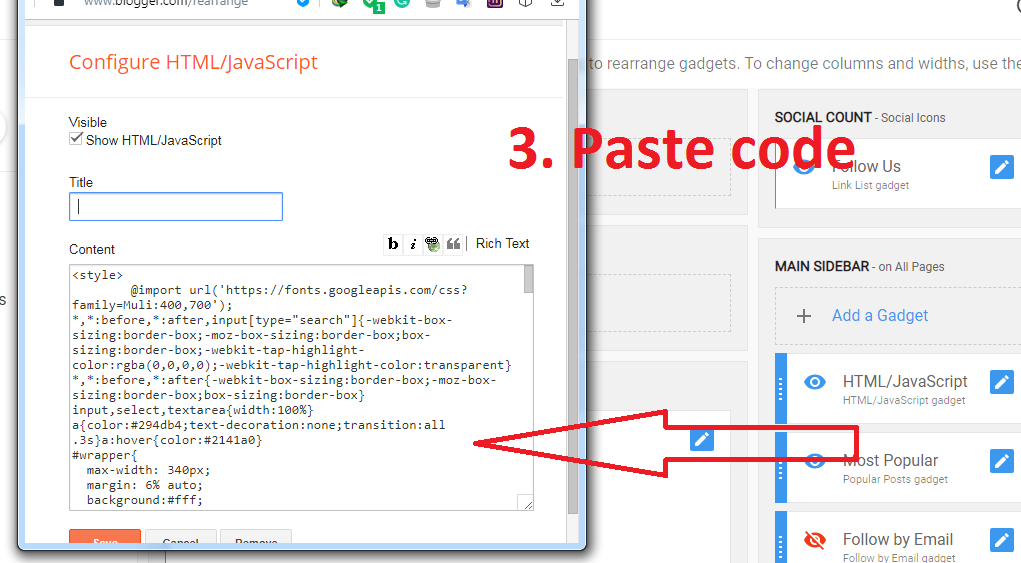 www.blogger.com/rearrange
1
Configure HTML/JavaScript
Visible
Show HTML/JavaScript
Title
Content
b i Rich Text
<style>
@import url('https://fonts.googleapis.com/css?
family=Muli:400,700');
*,*:before,*:after,input[type="search"]{-webkit-box-
sizing:border-box;-moz-box-sizing:border-box;box-
sizing:border-box;-webkit-tap-highlight-
color:rgba(0,0,0,0);-webkit-tap-highlight-color:transparent}
*,*:before,*:after{-webkit-box-sizing:border-box;-moz-box-
sizing:border-box;box-sizing:border-box}
input,select,textarea{width:100%}
a{color:#294db4;text-decoration:none;transition:all
.3s}a:hover{color:#2141a0}
#wrapper{
max-width: 340px;
margin: 6% auto;
background:#fff;
Save Cancel Remove
to rearrange gadgets. To change columns and widths, use the
3. Paste code
SOCIAL COUNT - Social Icons
Follow Us
Link List gadget
MAIN SIDEBAR - on All Pages
Add a Gadget
HTML/JavaScript
HTML/JavaScript gadget
Most Popular
Popular Posts gadget
Follow by Email
Follow by Email gadget